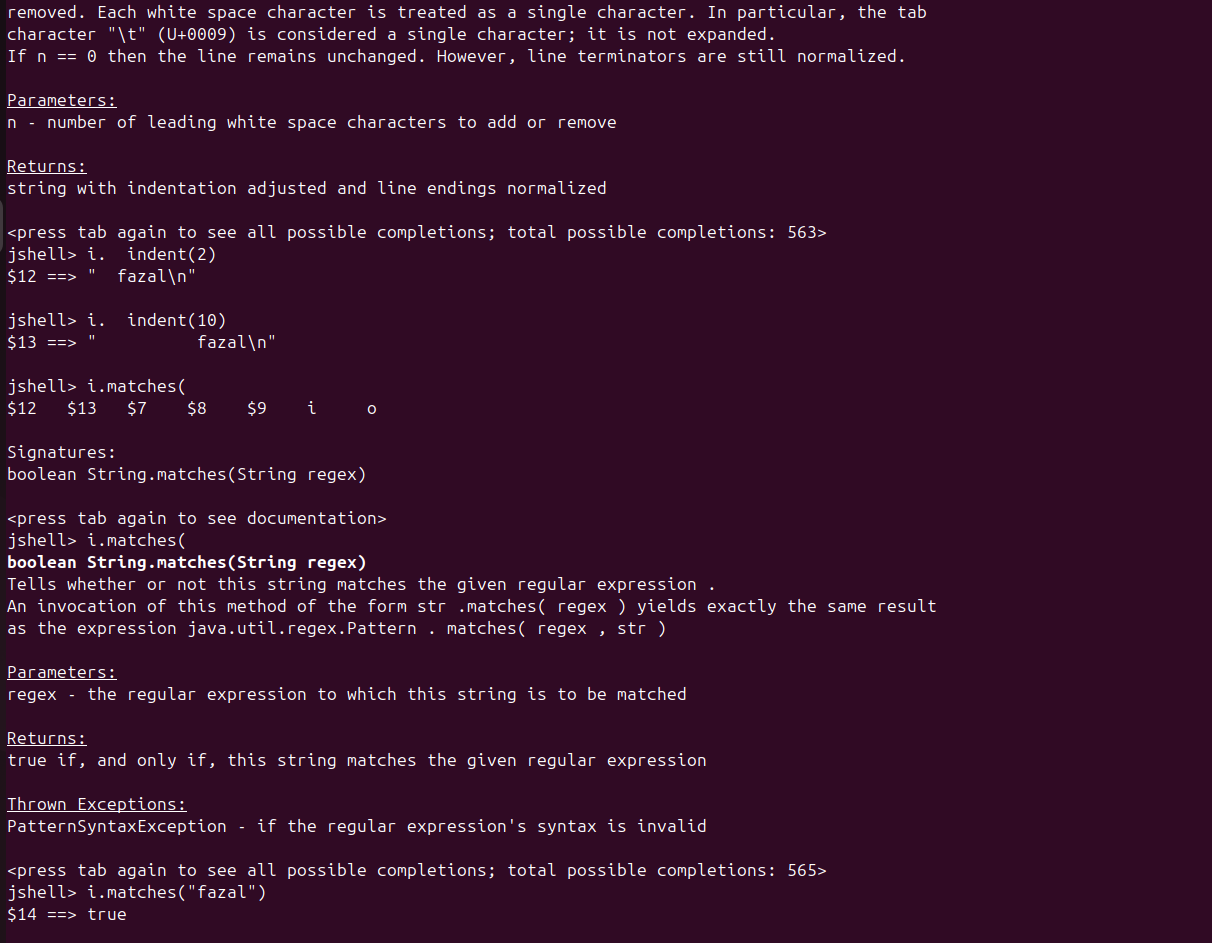 removed. Each white space character is treated as a single character. In particular, the tab
character "\t" (U+0009) is considered a single character; it is not expanded.
If n == 0 then the line remains unchanged. However, line terminators are still normalized.

Parameters:
n - number of leading white space characters to add or remove

Returns:
string with indentation adjusted and line endings normalized

<press tab again to see all possible completions; total possible completions: 563>
jshell> i.  indent(2)
$12 ==> "  fazal\n"

jshell> i.  indent(10)
$13 ==> "          fazal\n"

jshell> i.matches(
$12   $13   $7    $8    $9    i     o

Signatures:
boolean String.matches(String regex)

<press tab again to see documentation>
jshell> i.matches(
boolean String.matches(String regex)
Tells whether or not this string matches the given regular expression .
An invocation of this method of the form str .matches( regex ) yields exactly the same result
as the expression java.util.regex.Pattern . matches( regex , str )

Parameters:
regex - the regular expression to which this string is to be matched

Returns:
true if, and only if, this string matches the given regular expression

Thrown Exceptions:
PatternSyntaxException - if the regular expression's syntax is invalid

<press tab again to see all possible completions; total possible completions: 565>
jshell> i.matches("fazal")
$14 ==> true